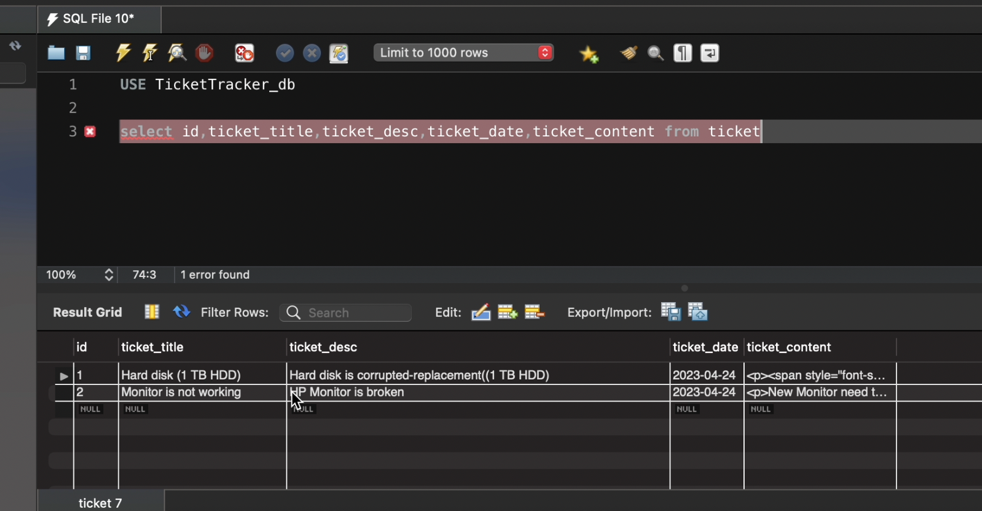 SQL File 10*
Limit to 1000 rows
1 USE TicketTracker_db
2
3 select id,ticket_title,ticket_desc,ticket_date,ticket_content from ticket
100% 74:3 1 error found
Result Grid Filter Rows: Search Edit: Export/Import:
id ticket_title ticket_desc ticket_date ticket_content
1 Hard disk (1 TB HDD) Hard disk is corrupted-replacement((1 TB HDD) 2023-04-24 <p><span style="font-s...
2 Monitor is not working HP Monitor is broken 2023-04-24 <p>New Monitor need t...
NULL NULL NULL NULL NULL
ticket 7